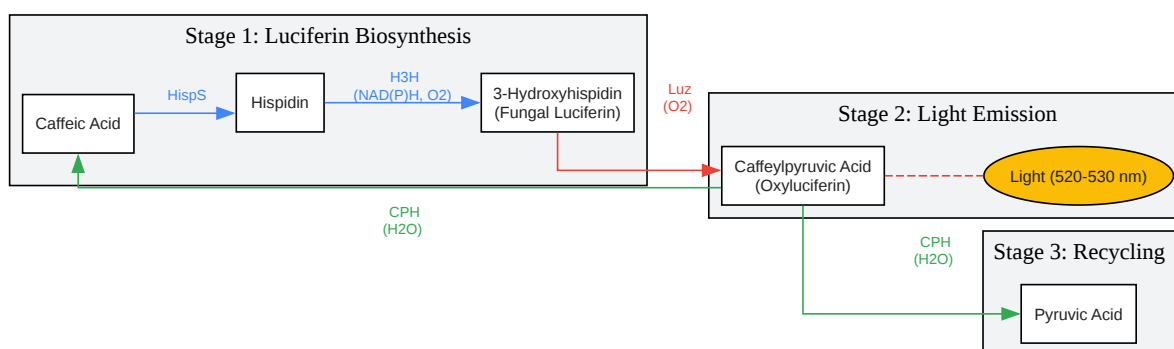 Stage 1: Luciferin Biosynthesis
HispS
Caffeic Acid
Hispidin
H3H
(NAD(P)H, O2)
3-Hydroxyhispidin
(Fungal Luciferin)
Luz
(O2)
Stage 2: Light Emission
Caffeylpyruvic Acid
(Oxyluciferin)
Light (520-530 nm)
CPH
(H2O)
CPH
(H2O)
Stage 3: Recycling
Pyruvic Acid